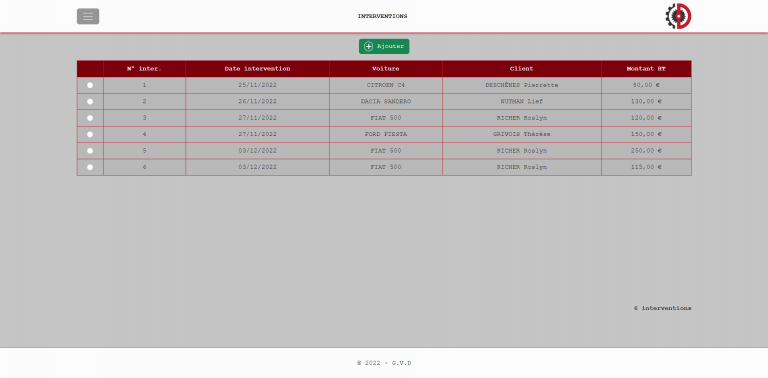 INTERVENTIONS
Ajouter
N° inter. Date intervention Voiture Client Montant HT
1 25/11/2022 CITROEN C4 DESCHÊNES Pierrette 80,00 €
2 26/11/2022 DACIA SANDERO WUTMAN Lief 130,00 €
3 27/11/2022 FIAT 500 RICHER Roslyn 120,00 €
4 27/11/2022 FORD FIESTA GRIVOIS Thérèse 150,00 €
5 03/12/2022 FIAT 500 RICHER Roslyn 250,00 €
6 03/12/2022 FIAT 500 RICHER Roslyn 115,00 €
6 interventions
© 2022 - G.V.D